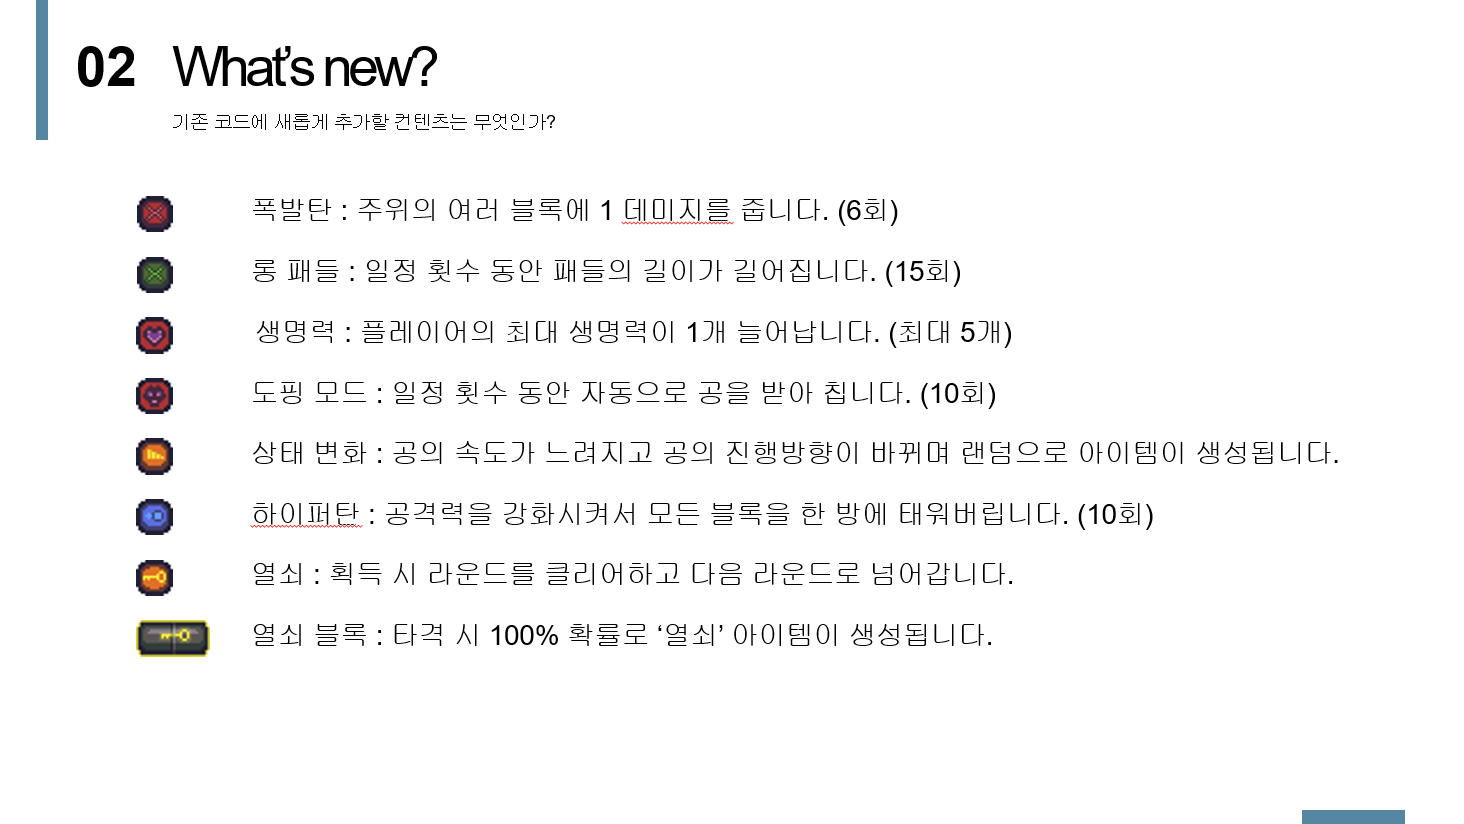 02 What's new?
기존 코드에 새롭게 추가할 컨텐츠는 무엇인가?
폭발탄 : 주위의 여러 블록에 1 데미지를 줍니다. (6회)
롱 패들 : 일정 횟수 동안 패들의 길이가 길어집니다. (15회)
생명력 : 플레이어의 최대 생명력이 1개 늘어납니다. (최대 5개)
도핑 모드 : 일정 횟수 동안 자동으로 공을 받아 칩니다. (10회)
상태 변화 : 공의 속도가 느려지고 공의 진행방향이 바뀌며 랜덤으로 아이템이 생성됩니다.
하이퍼탄 : 공격력을 강화시켜서 모든 블록을 한 방에 태워버립니다. (10회)
열쇠 : 획득 시 라운드를 클리어하고 다음 라운드로 넘어갑니다.
열쇠 블록 : 타격 시 100% 확률로 ‘열쇠’ 아이템이 생성됩니다.